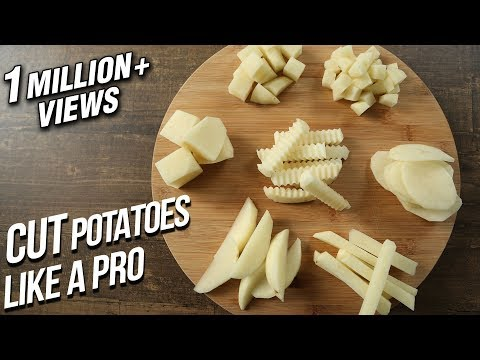 1 MILLION+
VIEWS
CUT POTATOES
LIKE A PRO